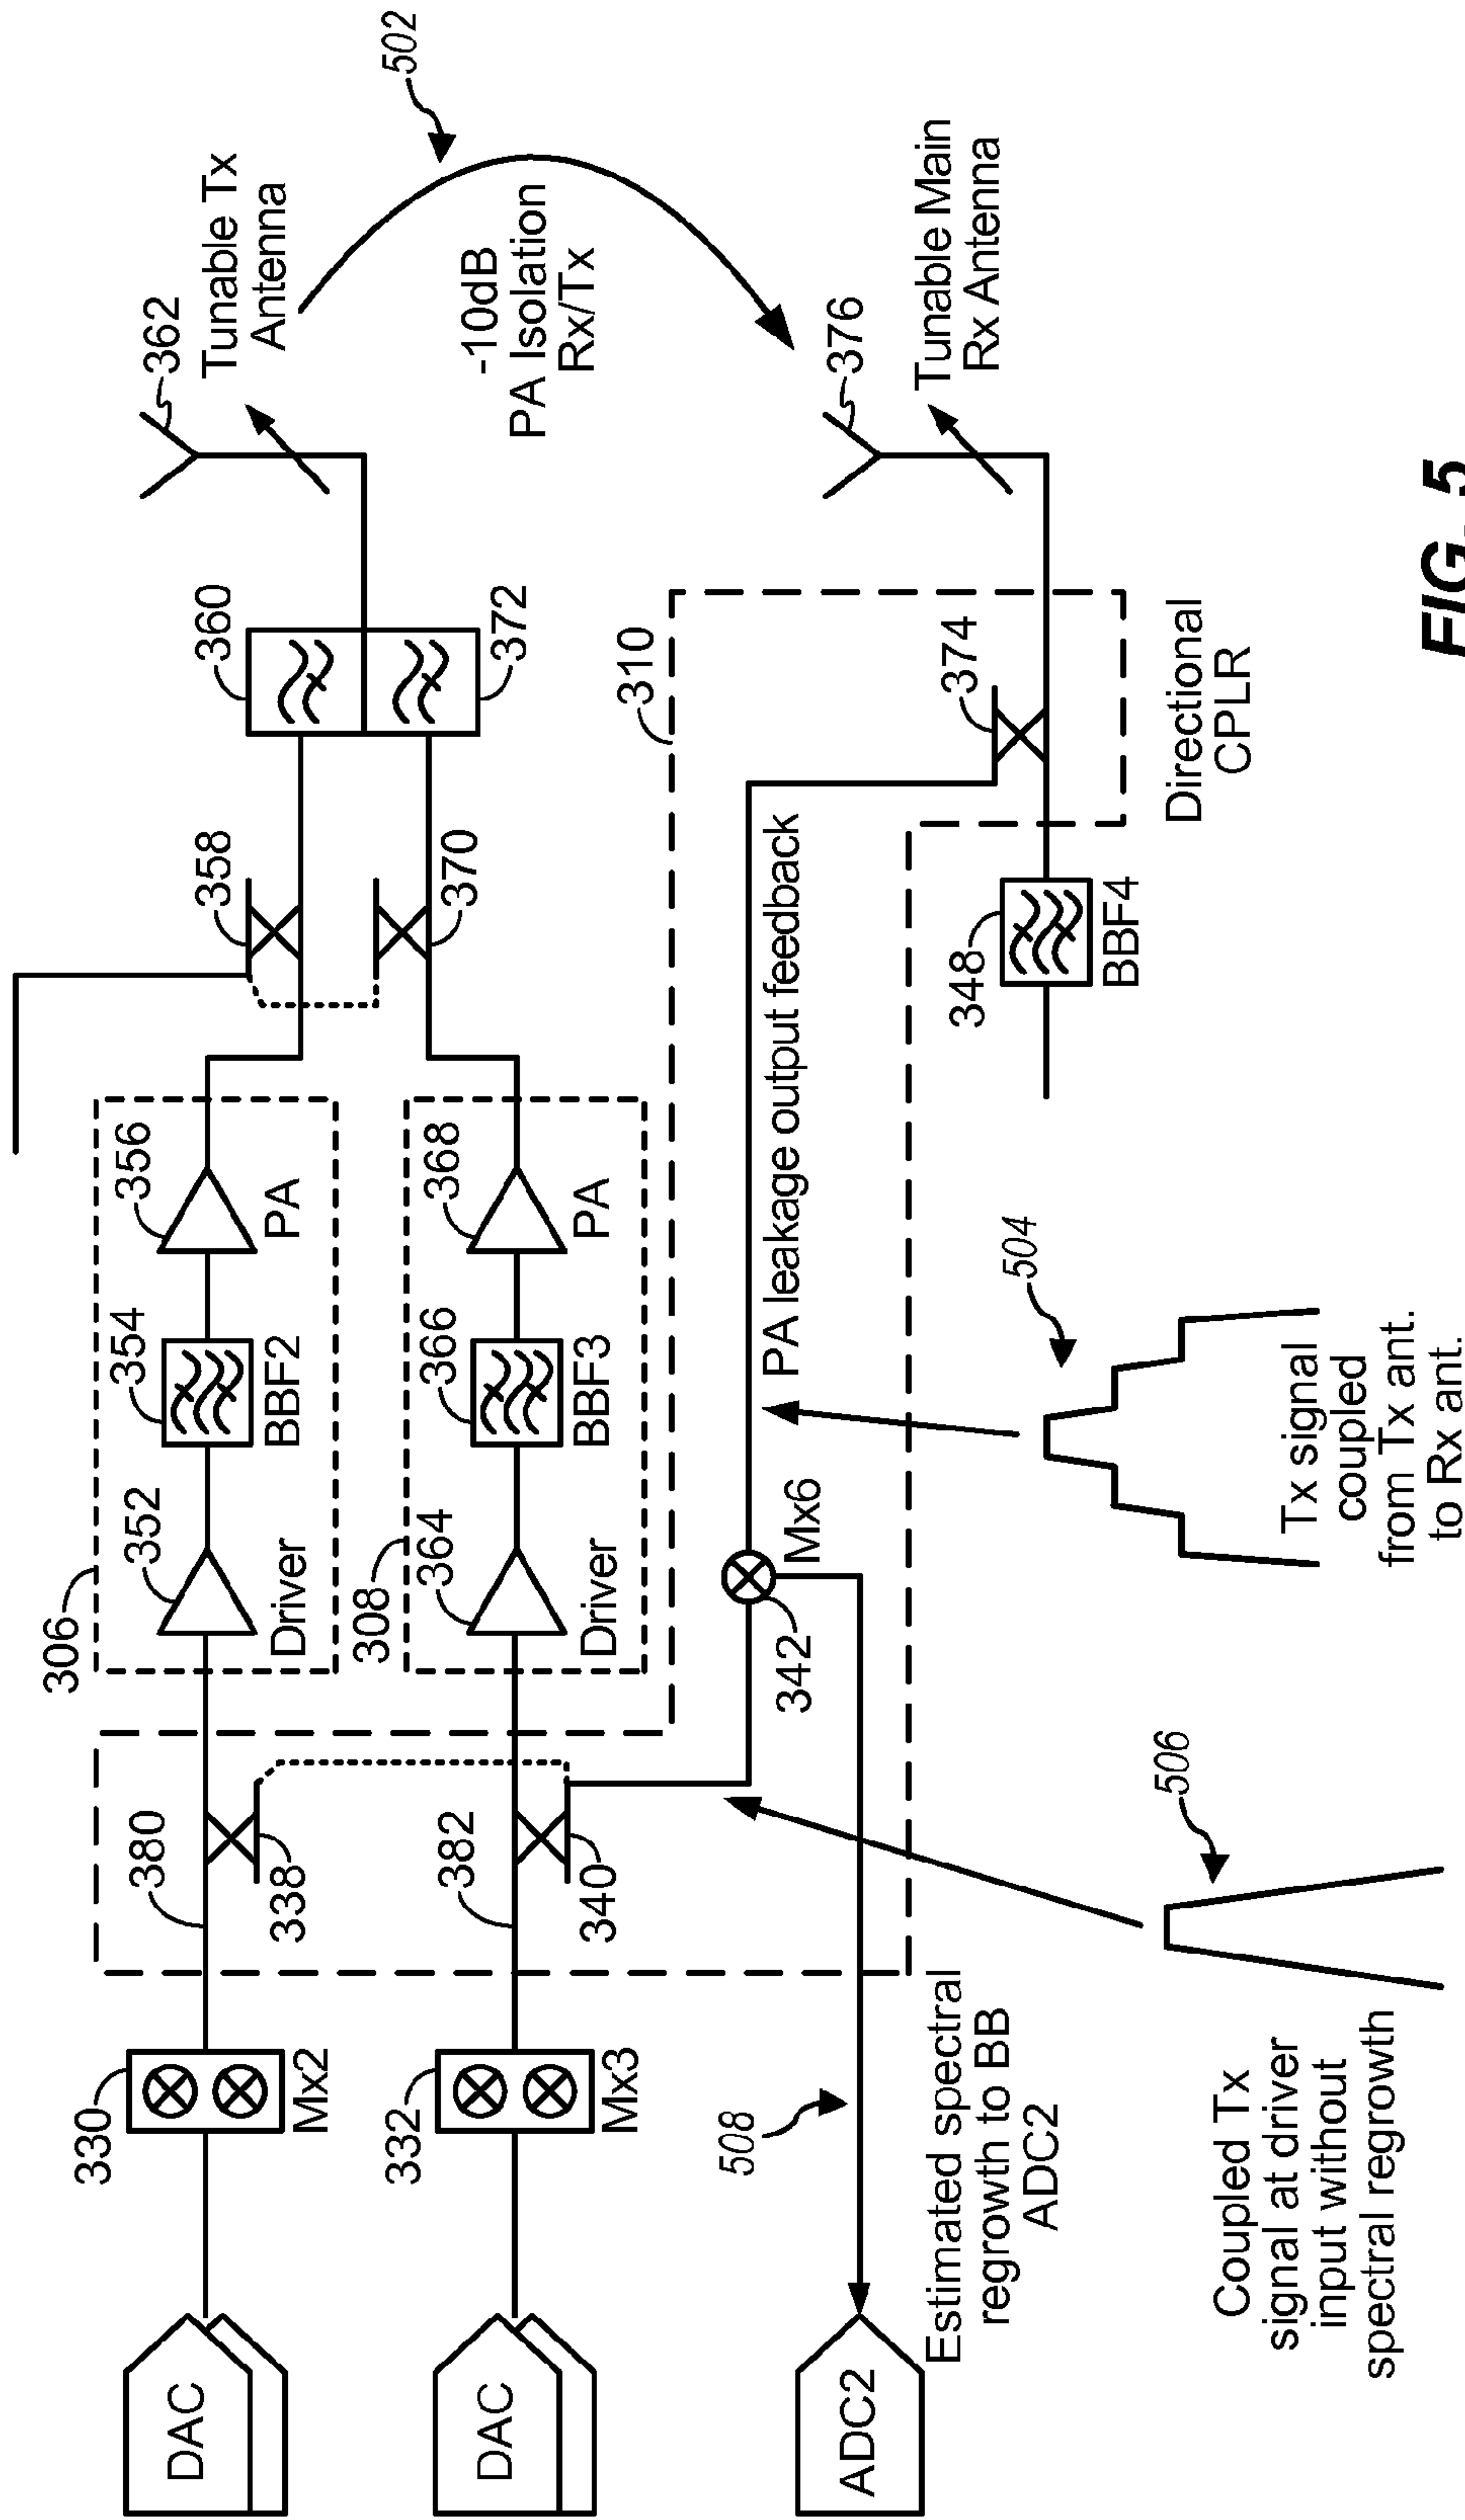 DAC
330
Mx2
380
338
306
352
Driver
354
BBF2
356
PA
358
360
362
Tunable Tx
Antenna
502
DAC
332
Mx3
382
340
308
364
Driver
366
BBF3
368
PA
370
372
-10dB
PA Isolation
Rx/Tx
310
ADC2
508
Estimated spectral
regrowth to BB
ADC2
342
Mx6
PA leakage output feedback
374
376
Tunable Main
Rx Antenna
348
BBF4
Directional
CPLR
506
Coupled Tx
signal at driver
input without
spectral regrowth
504
Tx signal
coupled
from Tx ant.
to Rx ant.
FIG. 5